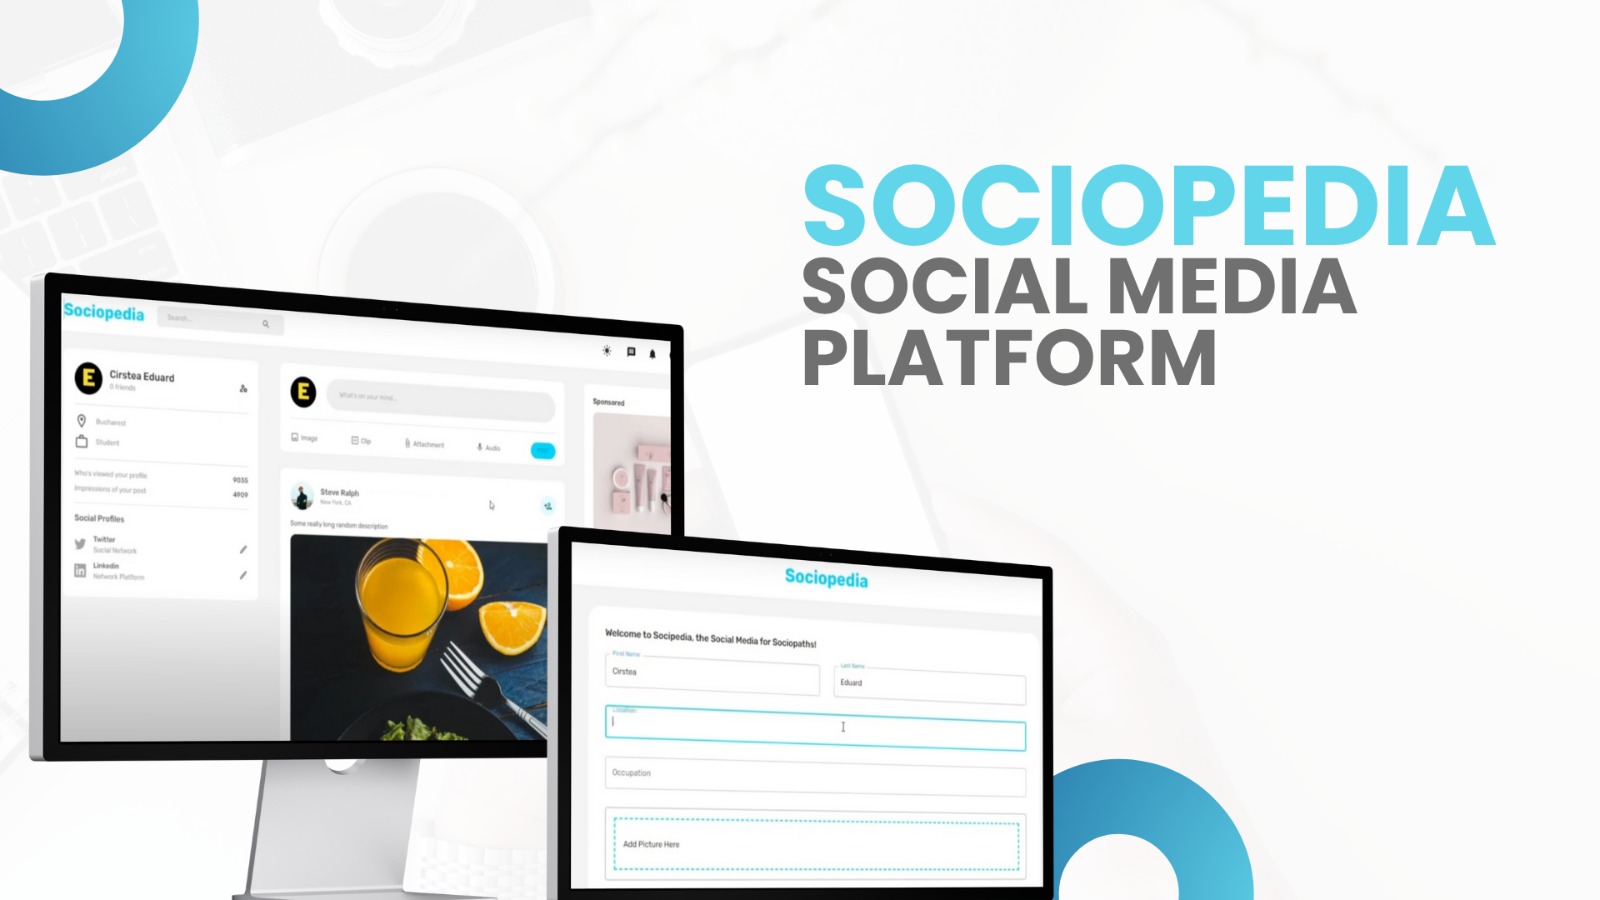 SOCIOPEDIA
SOCIAL MEDIA
PLATFORM
Sociopedia
Search...
E
Cirstea Eduard
0 friends
Bucharest
Student
Who's viewed your profile 9035
Impressions of your post 4909
Social Profiles
Twitter
Social Network
Linkedin
Network Platform
E
What's on your mind...
Image Clip Attachment Audio
Steve Ralph
New York, CA
Some really long random description
Sponsored
Sociopedia
Welcome to Socipedia, the Social Media for Sociopaths!
First Name
Cirstea
Last Name
Eduard
Location
Occupation
Add Picture Here